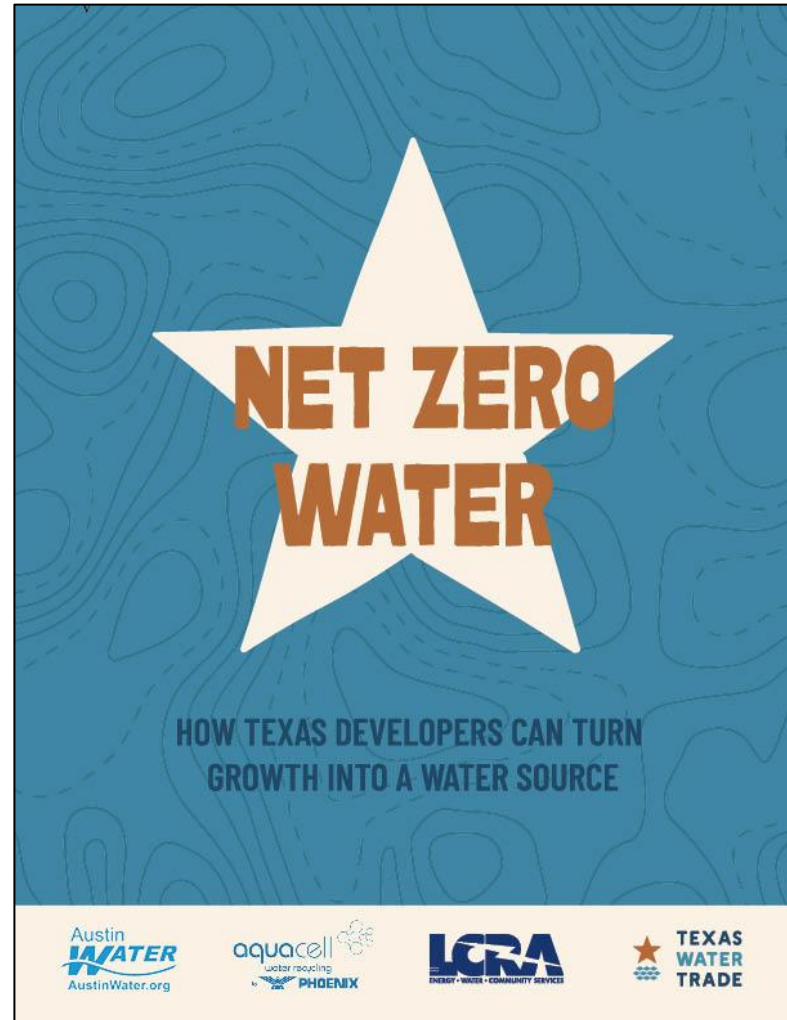 NET ZERO
WATER
HOW TEXAS DEVELOPERS CAN TURN
GROWTH INTO A WATER SOURCE
Austin
WATER
AustinWater.org
aquacell
water recycling
by PHOENIX
LCRA
ENERGY • WATER • COMMUNITY SERVICES
TEXAS
WATER
TRADE